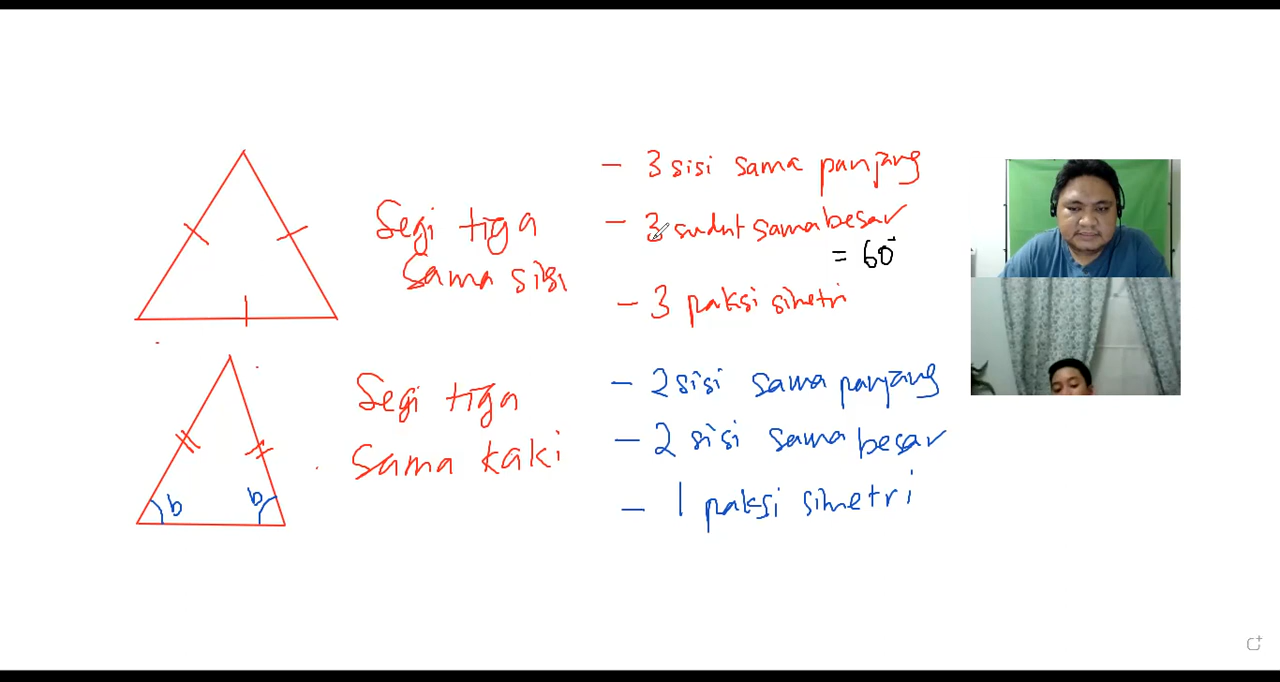 Segi tiga
sama sisi
- 3 sisi sama panjang
- 3 sudut sama besar
= 60°
- 3 paksi simetri
b
b
Segi tiga
sama kaki
- 2 sisi sama panjang
- 2 sisi sama besar
- 1 paksi simetri